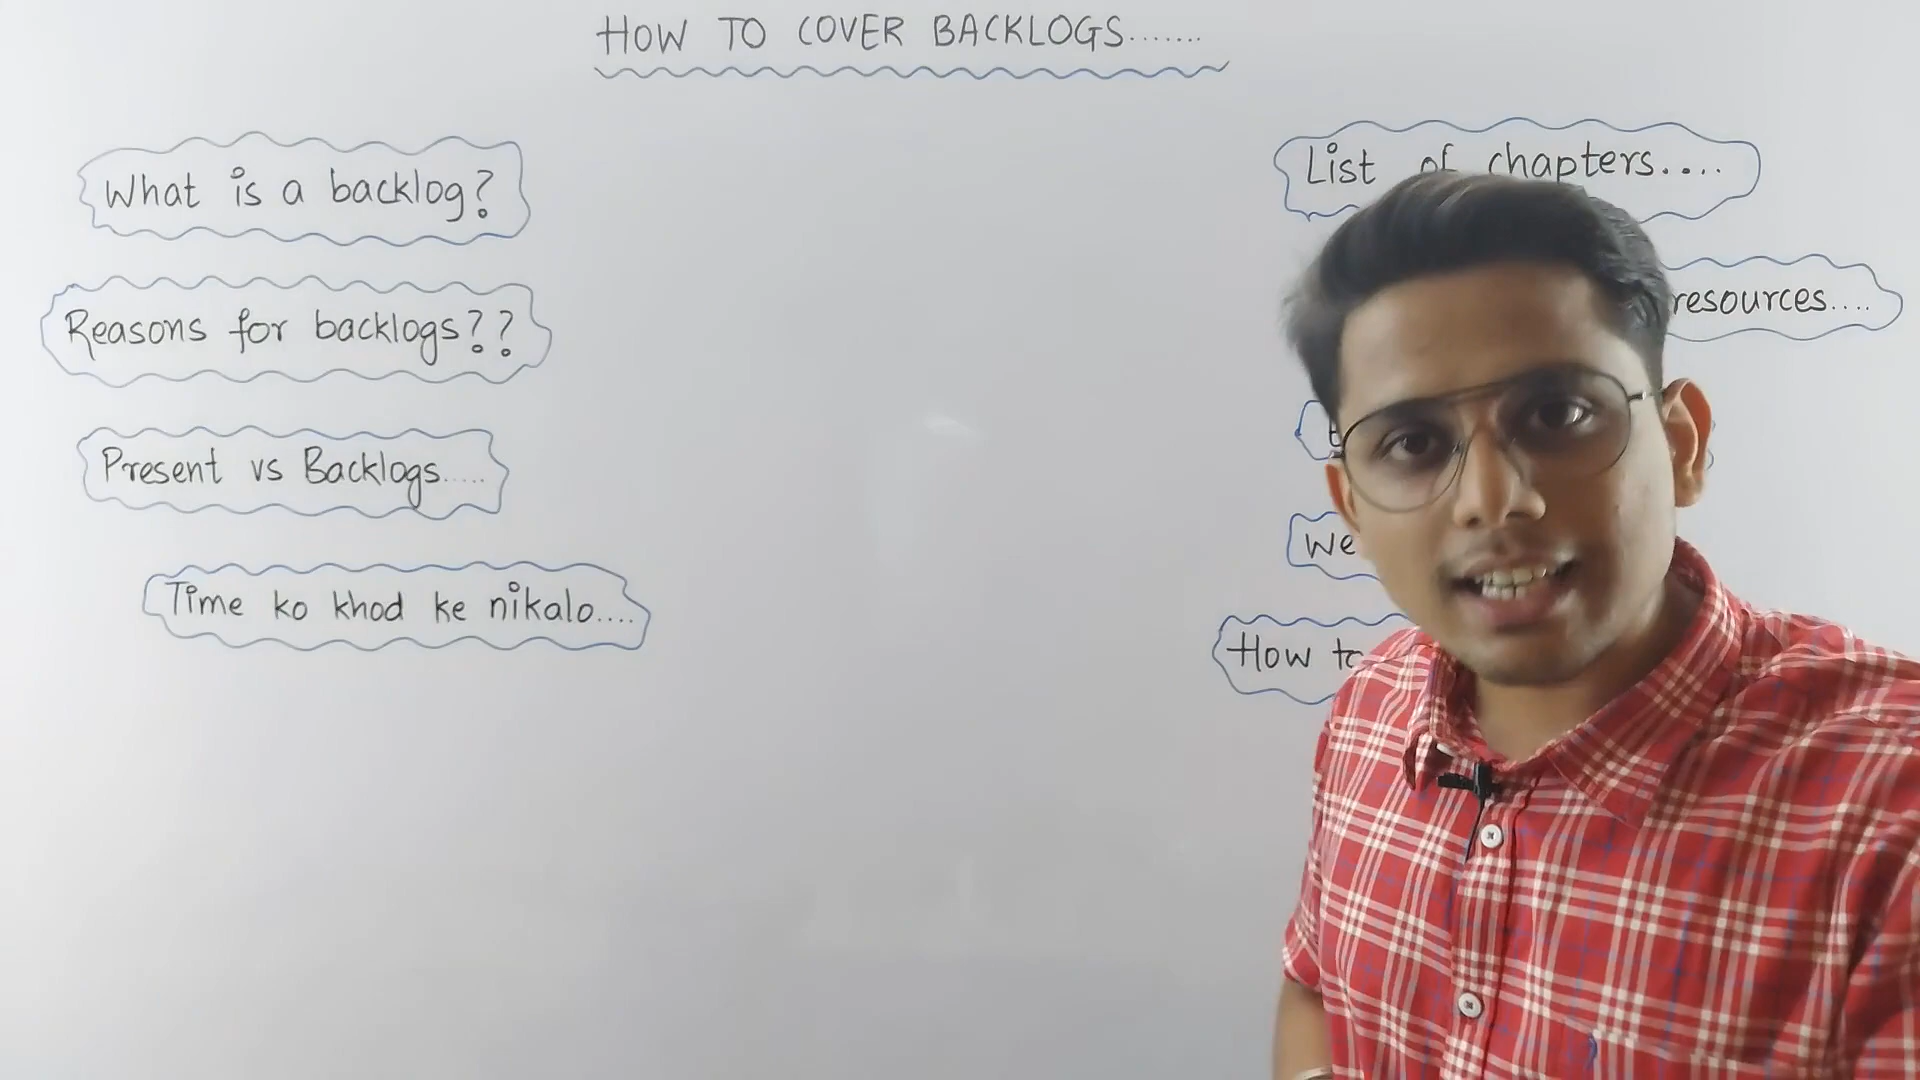 HOW TO COVER BACKLOGS.......
What is a backlog?
Reasons for backlogs??
Present vs Backlogs.....
Time ko khod ke nikalo....
List of chapters....
resources....
We
How to